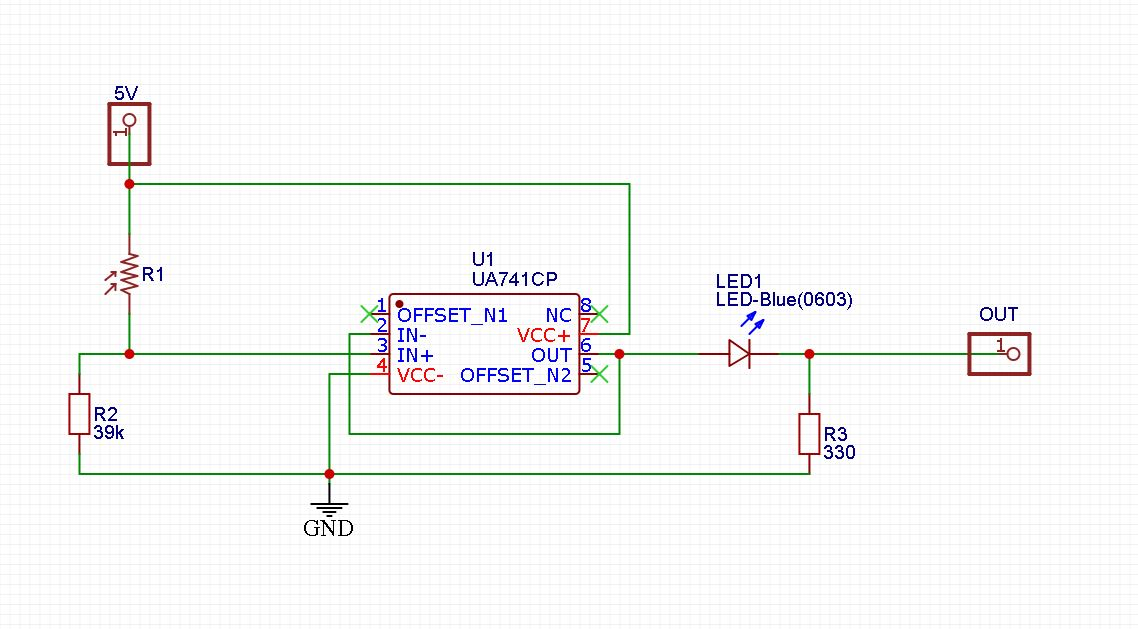 5V
1
R1
U1
UA741CP
1
OFFSET_N1
NC
8
2
IN-
VCC+
7
3
IN+
OUT
6
4
VCC-
OFFSET_N2
5
LED1
LED-Blue(0603)
OUT
1
R2
39k
R3
330
GND